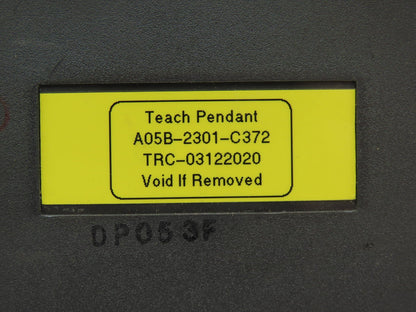 Teach Pendant
A05B-2301-C372
TRC-03122020
Void If Removed
DP053F